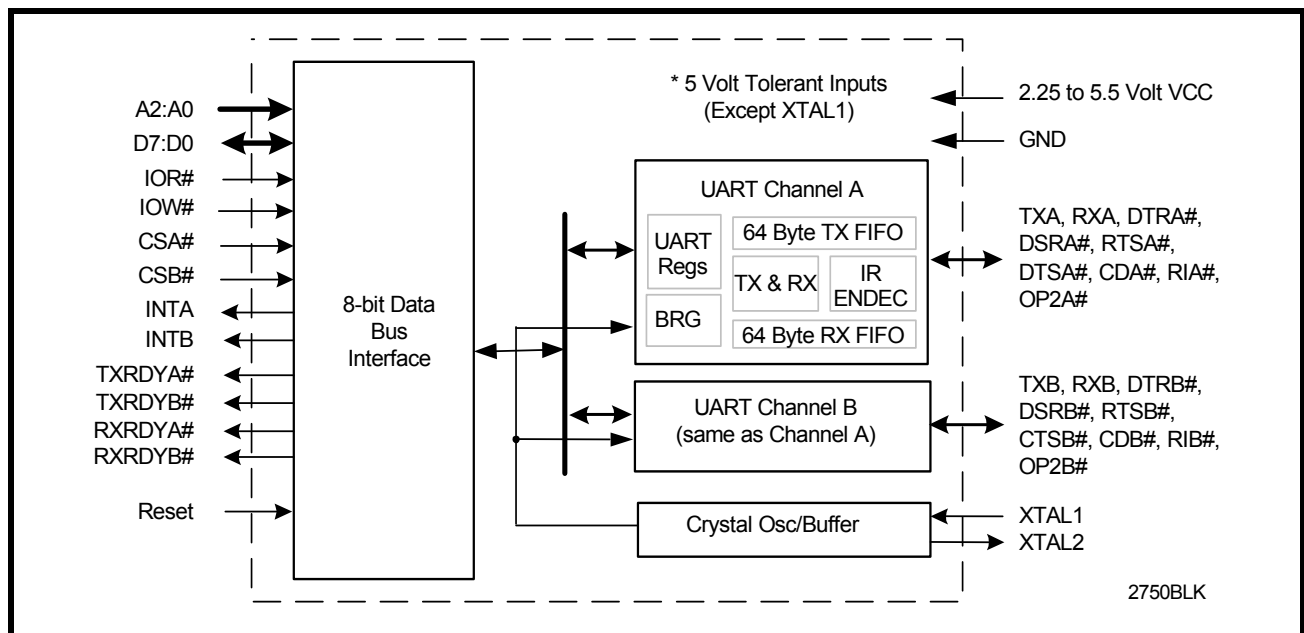 A2:A0
D7:D0
IOR#
IOW#
CSA#
CSB#
INTA
INTB
TXRDYA#
TXRDYB#
RXRDYA#
RXRDYB#
Reset
8-bit Data
Bus
Interface
* 5 Volt Tolerant Inputs
(Except XTAL1)
2.25 to 5.5 Volt VCC
GND
UART Channel A
UART
Regs
BRG
64 Byte TX FIFO
TX & RX
IR
ENDEC
64 Byte RX FIFO
TXA, RXA, DTRA#,
DSRA#, RTSA#,
DTSA#, CDA#, RIA#,
OP2A#
UART Channel B
(same as Channel A)
TXB, RXB, DTRB#,
DSRB#, RTSB#,
CTSB#, CDB#, RIB#,
OP2B#
Crystal Osc/Buffer
XTAL1
XTAL2
2750BLK